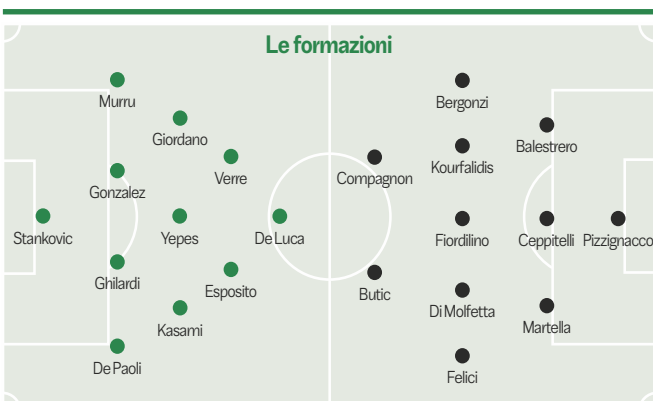 Le formazioni
Murru
Giordano
Verre
Gonzalez
Stankovic
Yepes
De Luca
Ghilardi
Esposito
Kasami
De Paoli
Bergonzi
Balestrero
Kourfalidis
Compagnon
Fiordilino
Ceppitelli
Pizzignacco
Butic
Di Molfetta
Martella
Felici